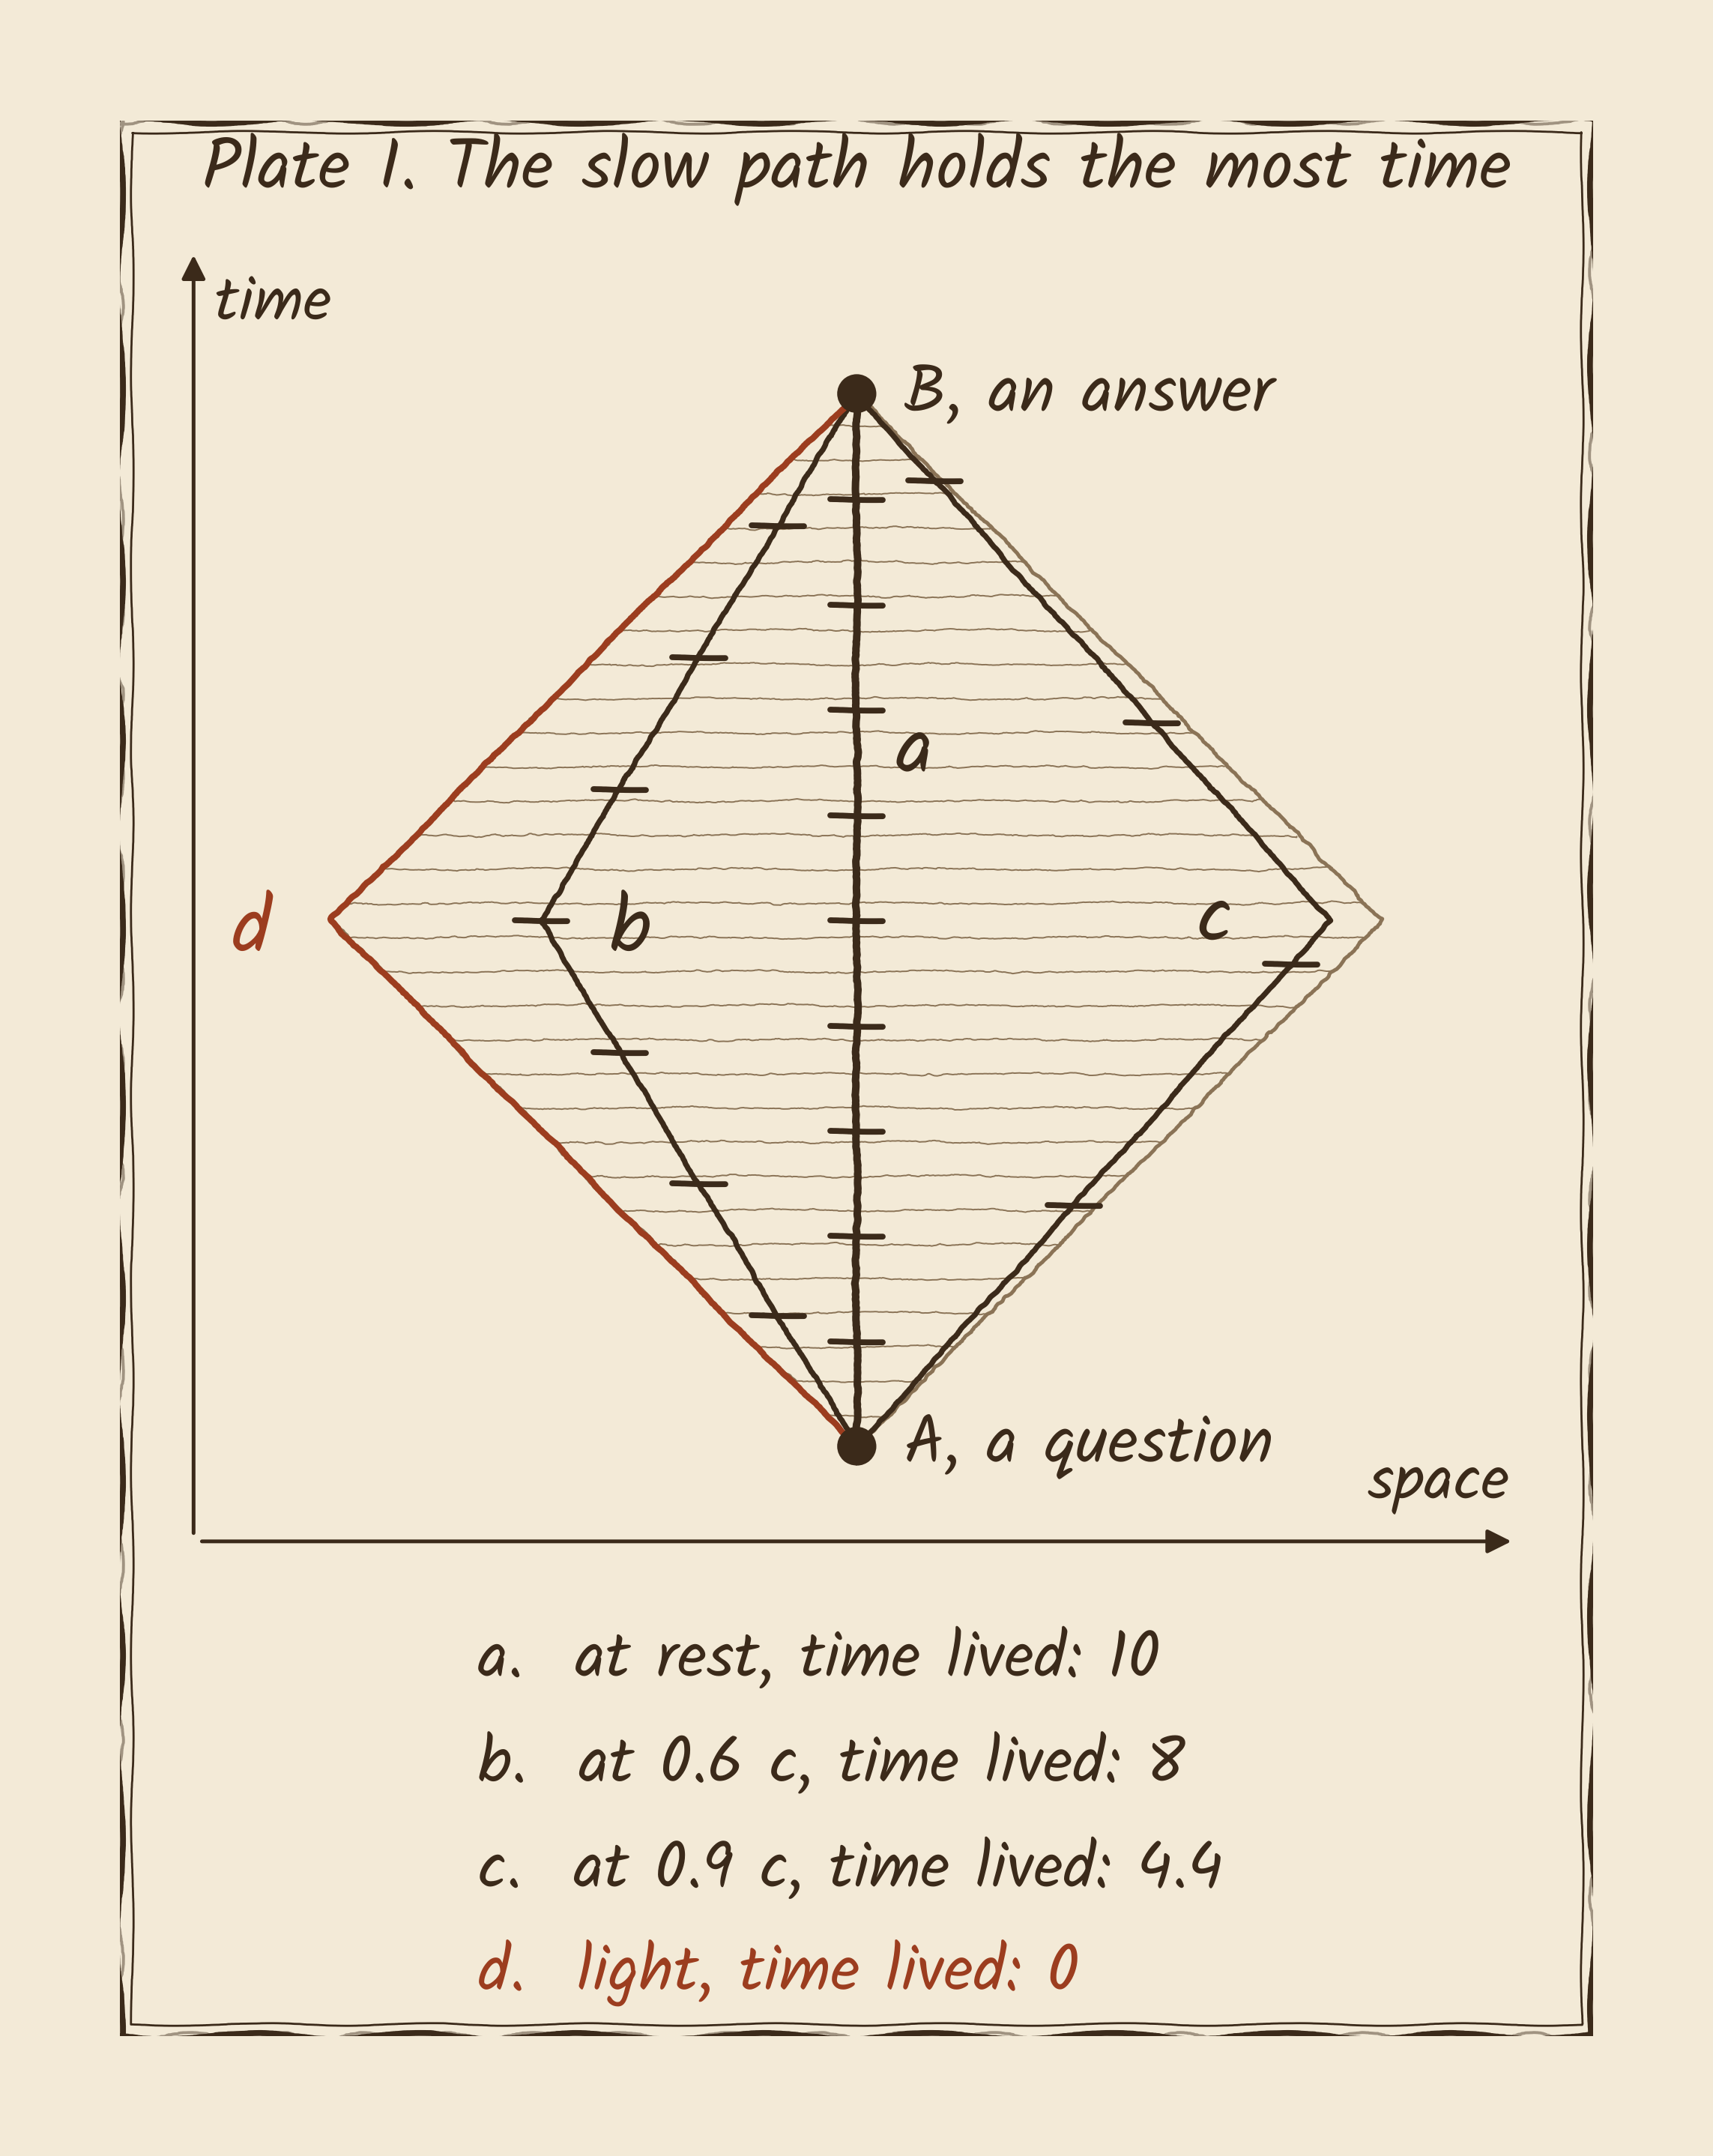 Plate 1. The slow path holds the most time
time
B, an answer
a
d
b
c
A, a question
space
a. at rest, time lived: 10
b. at 0.6 c, time lived: 8
c. at 0.9 c, time lived: 4.4
d. light, time lived: 0